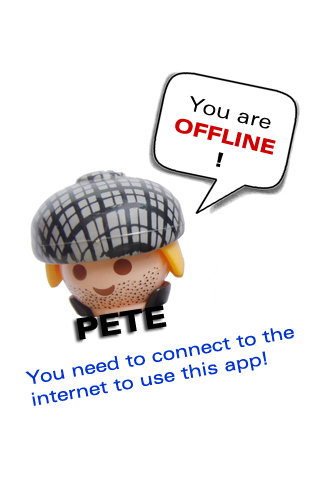 You are
OFFLINE
!
PETE
You need to connect to the
internet to use this app!